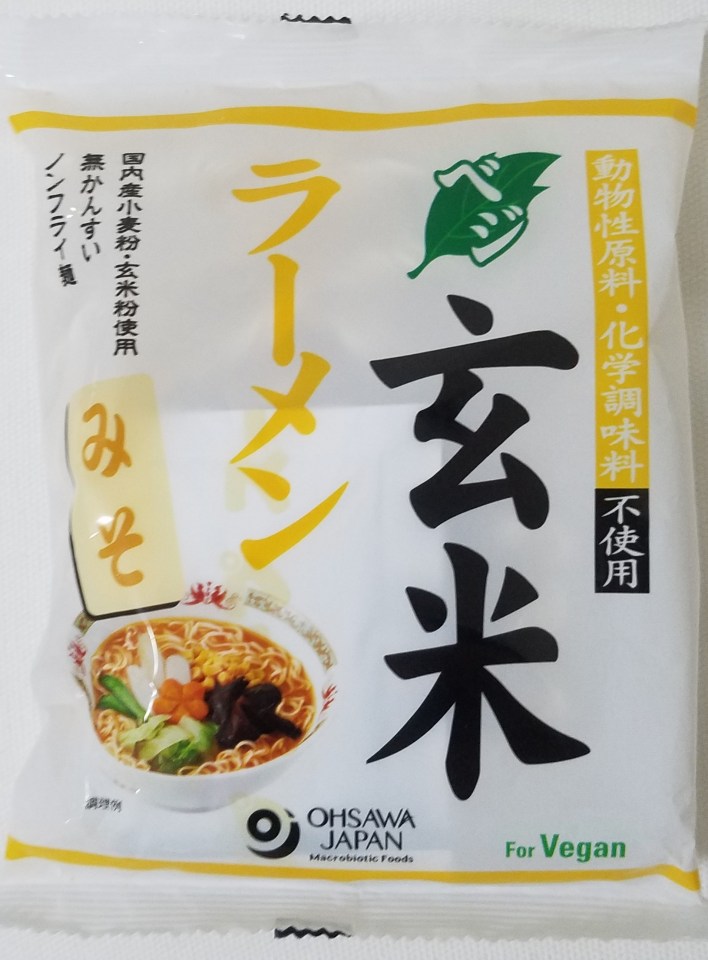 動物性原料・化学調味料不使用
ベジ
玄米
ラーメン
国内産小麦粉・玄米粉使用
無かんすい
ノンフライ麺
みそ
調理例
OHSAWA
JAPAN
Macrobiotic Foods
For Vegan